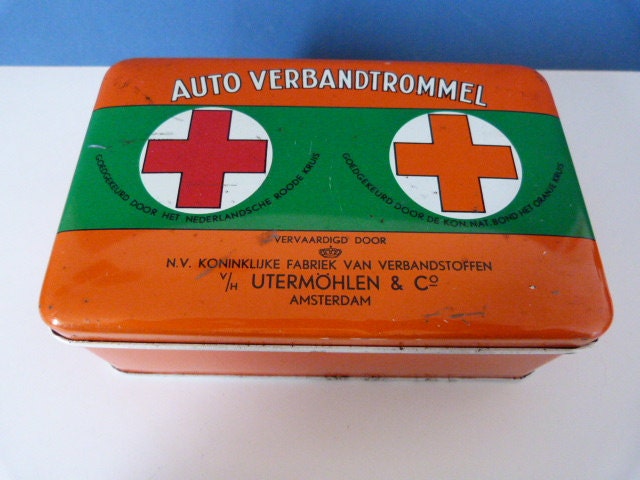 AUTO VERBANDTROMMEL
GOEDGEKEURD DOOR HET NEDERLANDSCHE ROODE KRUIS
GOEDGEKEURD DOOR DE KON. NAT. BOND HET ORANJE KRUIS
VERVAARDIGD DOOR
N.V. KONINKLIJKE FABRIEK VAN VERBANDSTOFFEN
V/H UTERMÖHLEN & Cº
AMSTERDAM